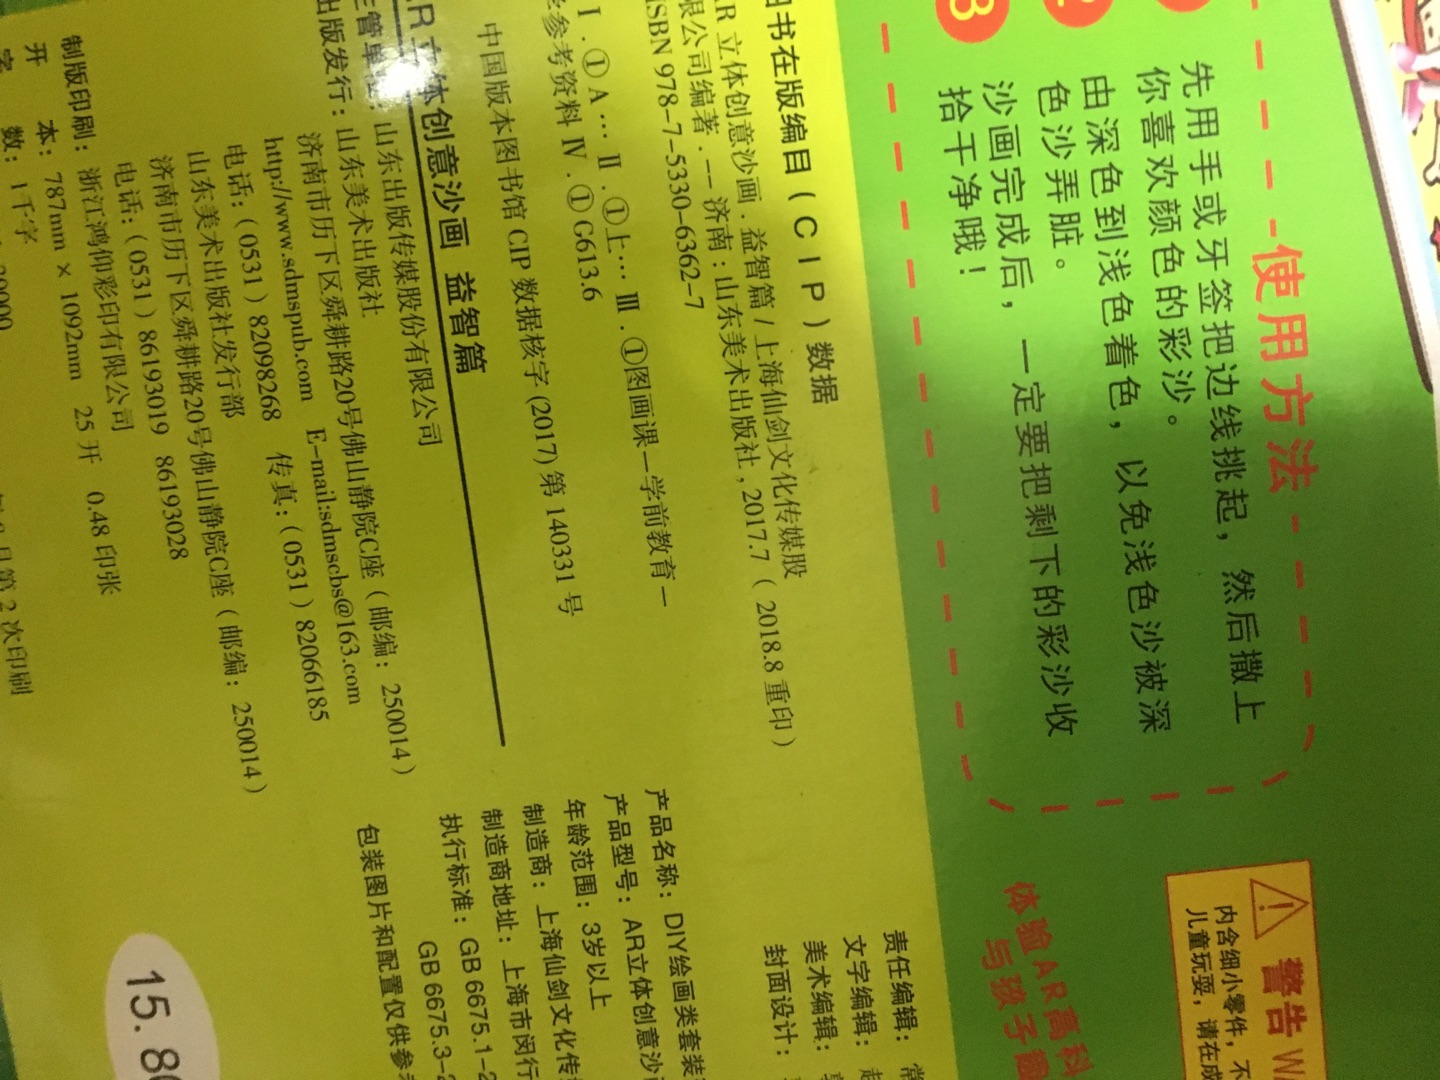 使用方法
先用手或牙签把边线挑起，然后撒上
你喜欢颜色的彩沙。
由深色到浅色着色，以免浅色沙被深
色沙弄脏。
3
沙画完成后，一定要把剩下的彩沙收
拾干净哦！
警告
内含细小零件，不
儿童玩耍，请在成
体验AR高科
与孩子
书在版编目（CIP）数据
R 立体创意沙画．益智篇 / 上海仙剑文化传媒股
限公司编著．-- 济南：山东美术出版社，2017.7（2018.8 重印）
ISBN 978-7-5330-6362-7
Ⅰ．①A… Ⅱ．①上… Ⅲ．①图画课－学前教育－
参考资料 Ⅳ．①G613.6
中国版本图书馆 CIP 数据核字 (2017) 第 140331 号
责任编辑：
文字编辑：
美术编辑：
封面设计：
R 立体创意沙画 益智篇
山东出版传媒股份有限公司
出版发行：山东美术出版社
济南市历下区舜耕路20号佛山静院C座（邮编：250014）
http://www.sdmspub.com E-mail:sdmscbs@163.com
电话：（0531）82098268 传真：（0531）82066185
山东美术出版社发行部
济南市历下区舜耕路20号佛山静院C座（邮编：250014）
电话：（0531）86193019 86193028
制版印刷：浙江鸿仰彩印有限公司
开 本：787mm × 1092mm 25 开 0.48 印张
字 数：1千字
第 2 次印刷
产品名称：DIY绘画类套装
产品型号：AR立体创意沙
年龄范围：3岁以上
制造商：上海仙剑文化传
制造商地址：上海市闵行
执行标准：GB 6675.1-2
GB 6675.3-2
包装图片和配置仅供参
15.8